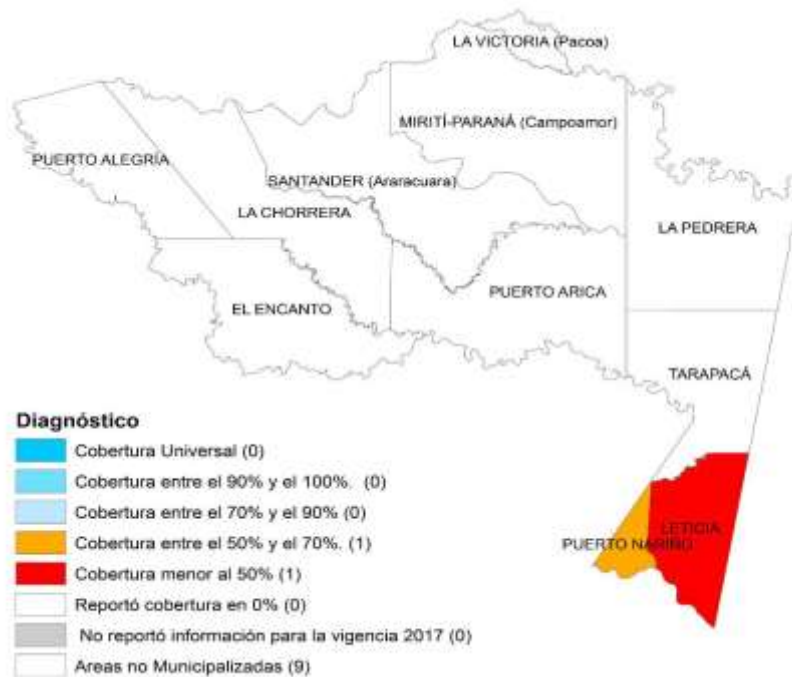 LA VICTORIA (Pacoa)
MIRITÍ-PARANÁ (Campoamor)
PUERTO ALEGRÍA
SANTANDER (Araracuara)
LA CHORRERA
LA PEDRERA
PUERTO ARICA
EL ENCANTO
TARAPACÁ
LETICIA
PUERTO NARIÑO
Diagnóstico
Cobertura Universal (0)
Cobertura entre el 90% y el 100%. (0)
Cobertura entre el 70% y el 90% (0)
Cobertura entre el 50% y el 70%. (1)
Cobertura menor al 50% (1)
Reportó cobertura en 0% (0)
No reportó información para la vigencia 2017 (0)
Areas no Municipalizadas (9)